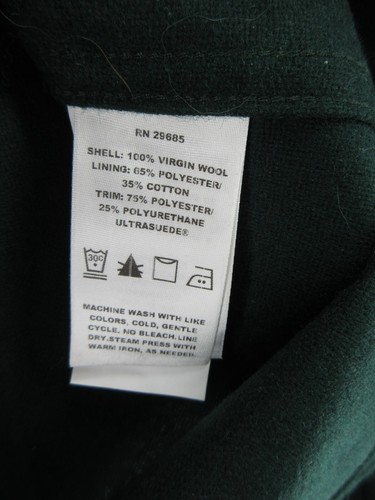 RN 29685
SHELL: 100% VIRGIN WOOL
LINING: 65% POLYESTER/
35% COTTON
TRIM: 75% POLYESTER/
25% POLYURETHANE
ULTRASUEDE®
30C
MACHINE WASH WITH LIKE
COLORS, COLD, GENTLE
CYCLE. NO BLEACH.LINE
DRY.STEAM PRESS WITH
WARM IRON, AS NEEDED.